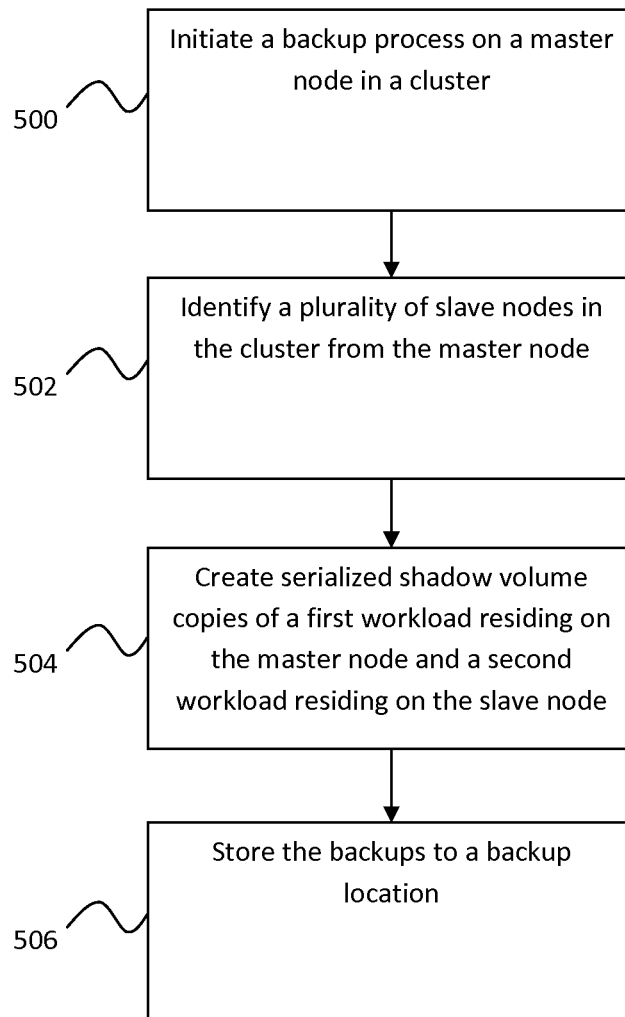 Initiate a backup process on a master
node in a cluster
500
Identify a plurality of slave nodes in
the cluster from the master node
502
Create serialized shadow volume
copies of a first workload residing on
the master node and a second
workload residing on the slave node
504
Store the backups to a backup
location
506